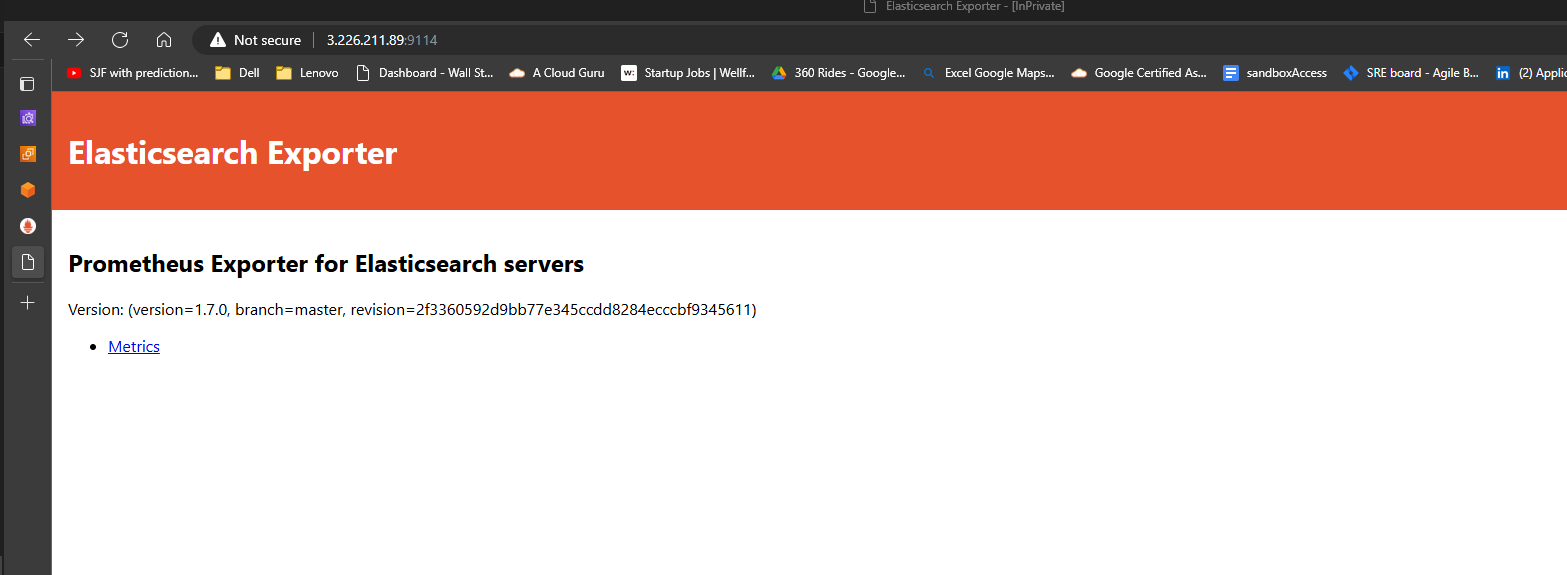 Elasticsearch Exporter - [InPrivate]
Not secure 3.226.211.89:9114
SJF with prediction... Dell Lenovo Dashboard - Wall St... A Cloud Guru w: Startup Jobs | Wellf... 360 Rides - Google... Excel Google Maps... Google Certified As... sandboxAccess SRE board - Agile B... in (2) Applic
Elasticsearch Exporter
Prometheus Exporter for Elasticsearch servers
Version: (version=1.7.0, branch=master, revision=2f3360592d9bb77e345ccdd8284ecccbf9345611)
Metrics